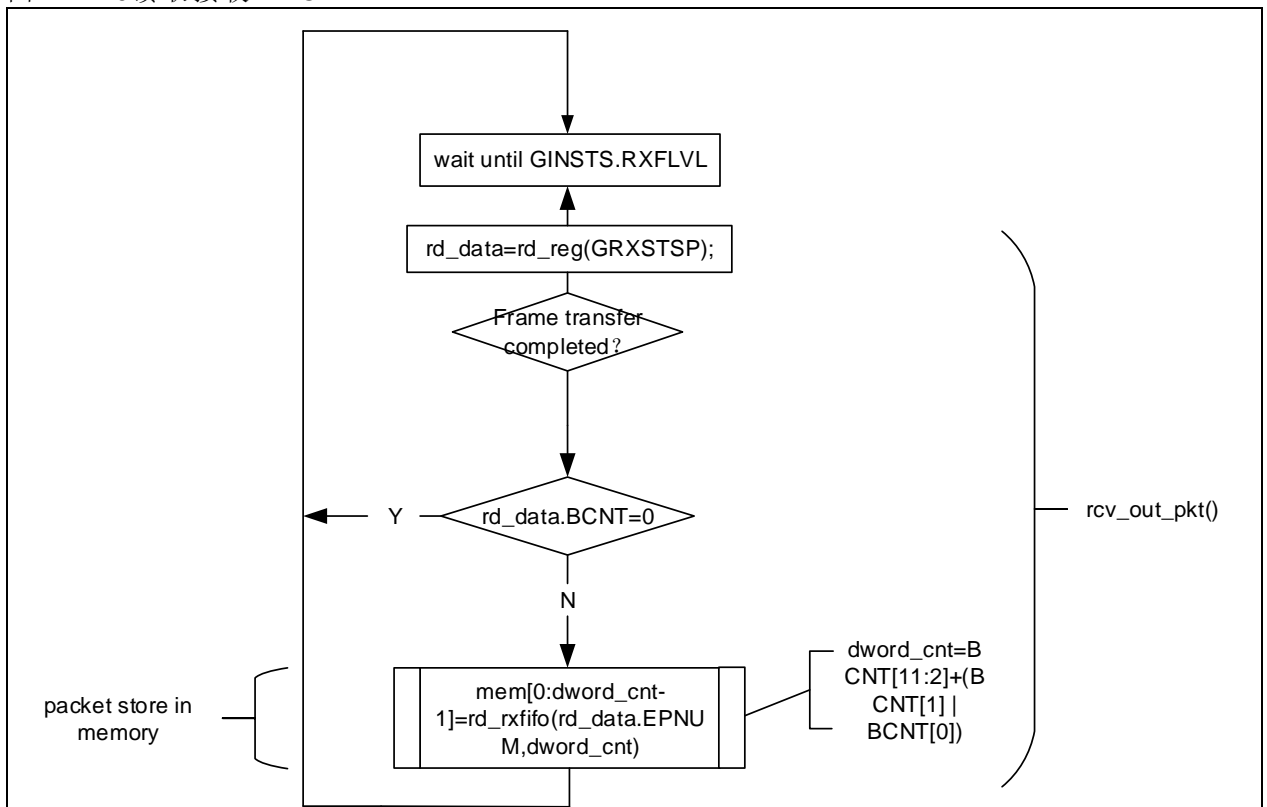 wait until GINSTS.RXFLVL
rd_data=rd_reg(GRXSTSP);
Frame transfer
completed？
rd_data.BCNT=0
Y
N
rcv_out_pkt()
mem[0:dword_cnt-
1]=rd_rxfifo(rd_data.EPNU
M,dword_cnt)
dword_cnt=B
CNT[11:2]+(B
CNT[1] |
BCNT[0])
packet store in
memory